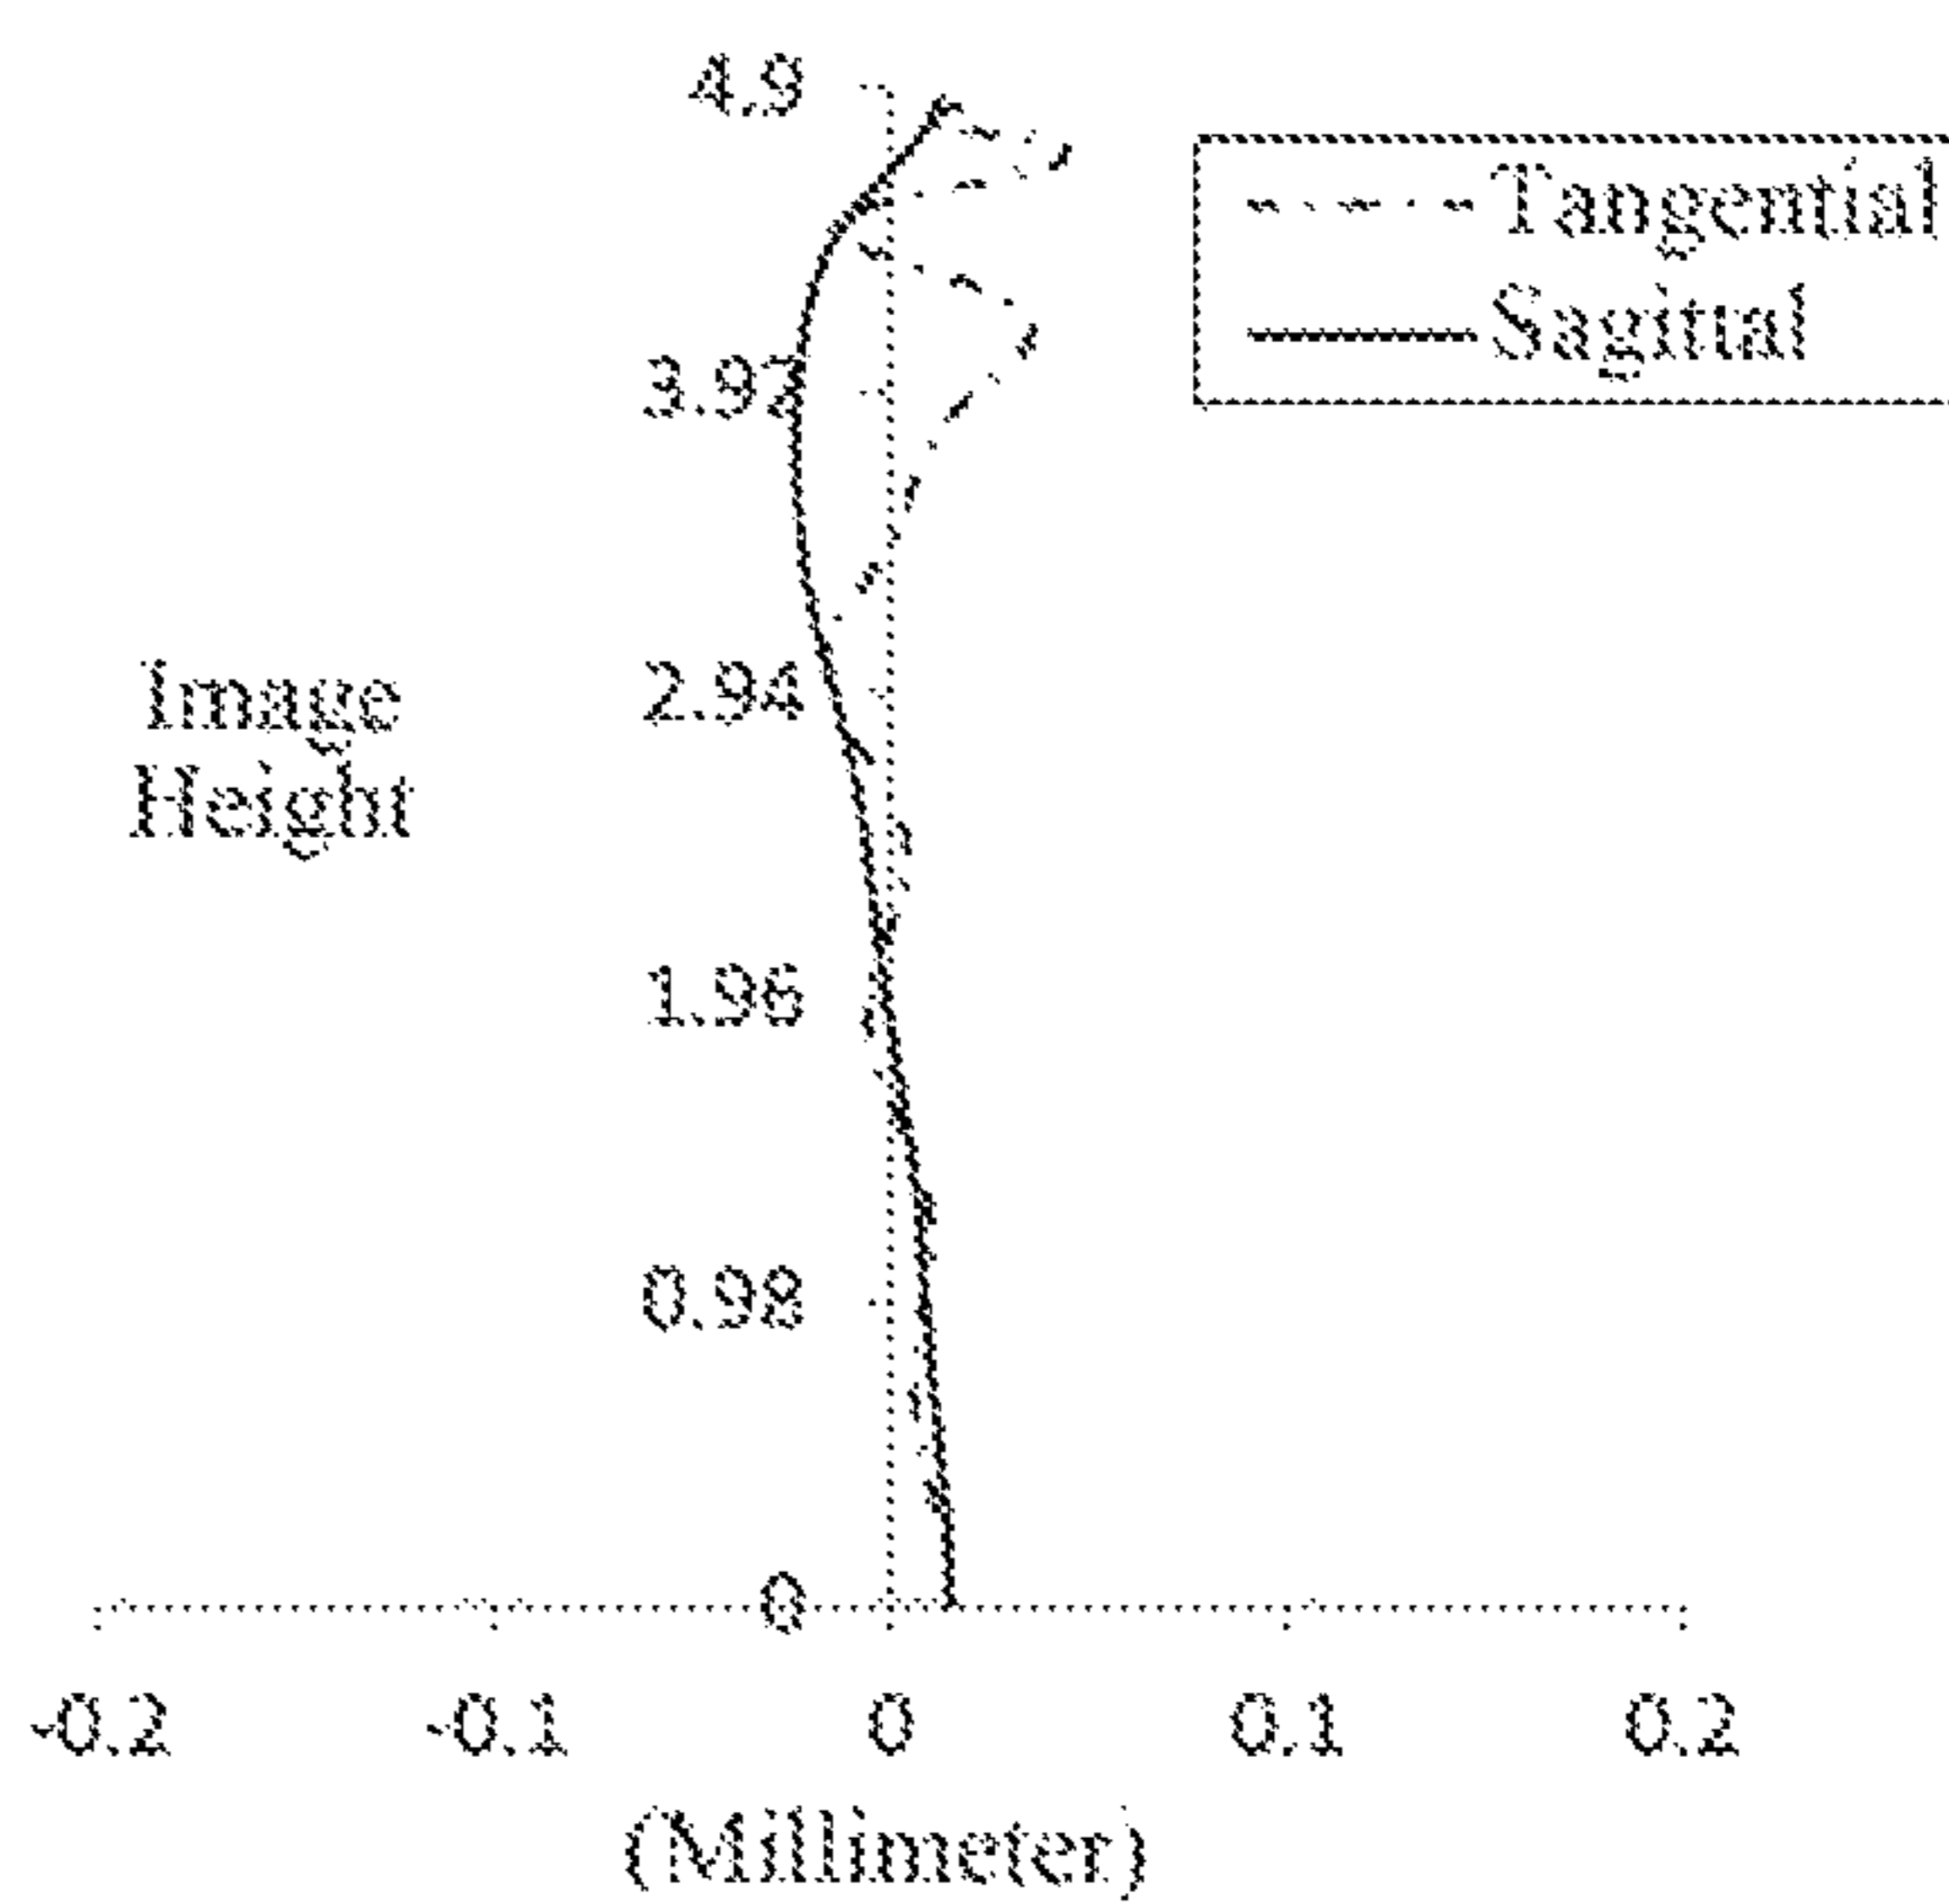 4.9
Tangential
Sagittal
3.92
Image
Height
2.94
1.96
0.98
0
-0.2 -0.1 0 0.1 0.2
(Millimeter)